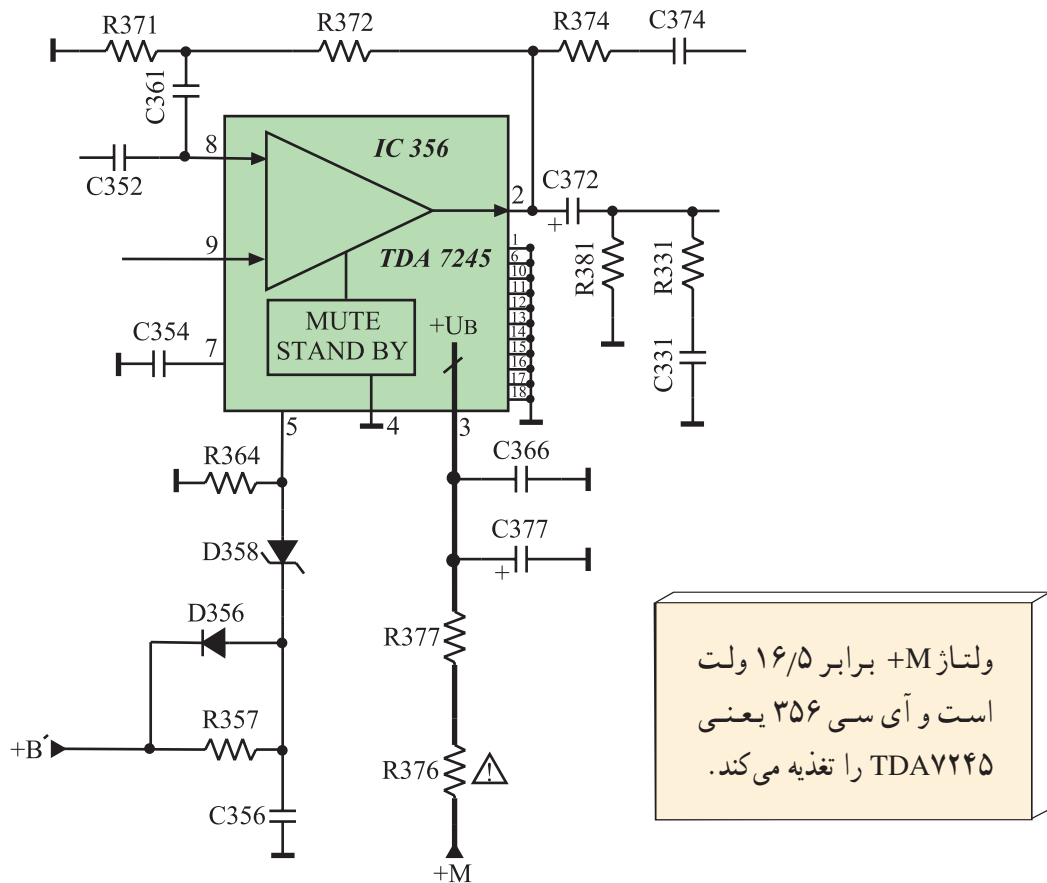 R371
R372
R374
C374
C361
IC 356
8
C352
2
C372
+
9
TDA 7245
1
6
10
11
12
13
14
15
16
17
18
R381
R331
C331
MUTE
STAND BY
+UB
C354
7
5
4
3
R364
C366
D358
C377
+
D356
R377
R357
+B´
R376
!
C356
+M
ولتاژ M+ برابر ۱۶/۵ ولت
است و آی سی ۳۵۶ یعنی
TDA۷۲۴۵ را تغذیه می‌کند.